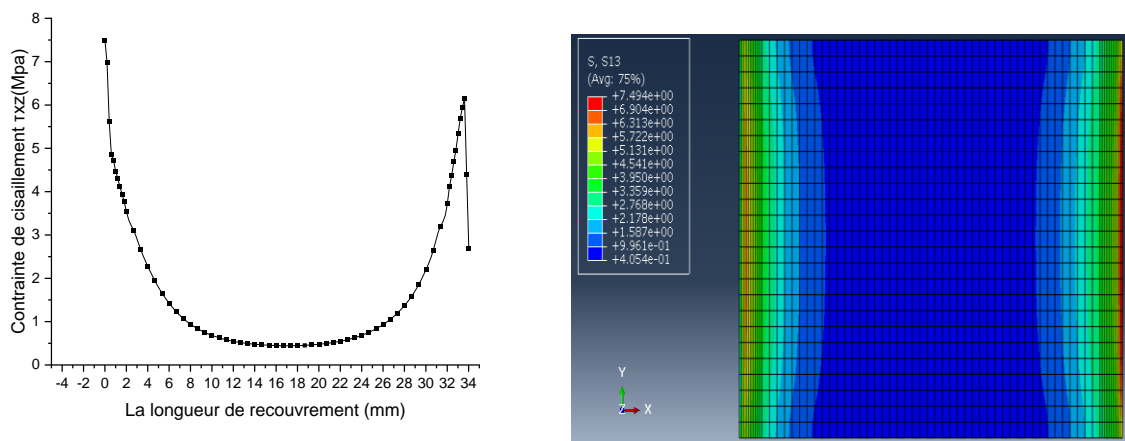 8
7
6
5
4
3
2
1
0
Contrainte de cisaillement τxz(Mpa)
-4 -2 0 2 4 6 8 10 12 14 16 18 20 22 24 26 28 30 32 34
La longueur de recouvrement (mm)
S, S13
(Avg: 75%)
+7.494e+00
+6.904e+00
+6.313e+00
+5.722e+00
+5.131e+00
+4.541e+00
+3.950e+00
+3.359e+00
+2.768e+00
+2.178e+00
+1.587e+00
+9.961e-01
+4.054e-01
Y
Z X